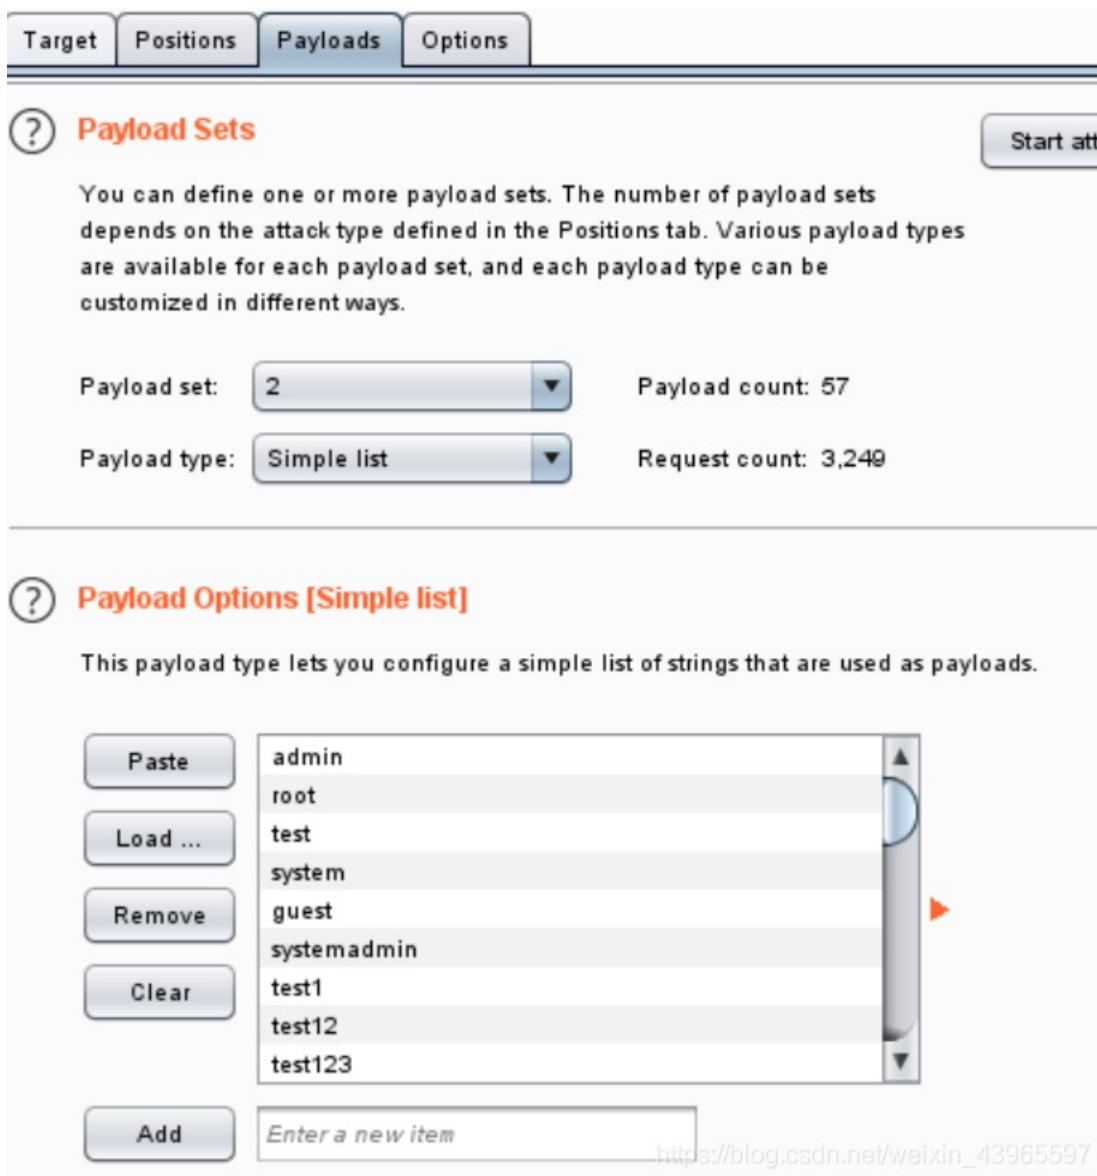 Target Positions Payloads Options
Payload Sets
Start att
You can define one or more payload sets. The number of payload sets
depends on the attack type defined in the Positions tab. Various payload types
are available for each payload set, and each payload type can be
customized in different ways.
Payload set: 2 Payload count: 57
Payload type: Simple list Request count: 3,249
Payload Options [Simple list]
This payload type lets you configure a simple list of strings that are used as payloads.
Paste
Load ...
Remove
Clear
admin
root
test
system
guest
systemadmin
test1
test12
test123
Add Enter a new item
https://blog.csdn.net/weixin_43965597